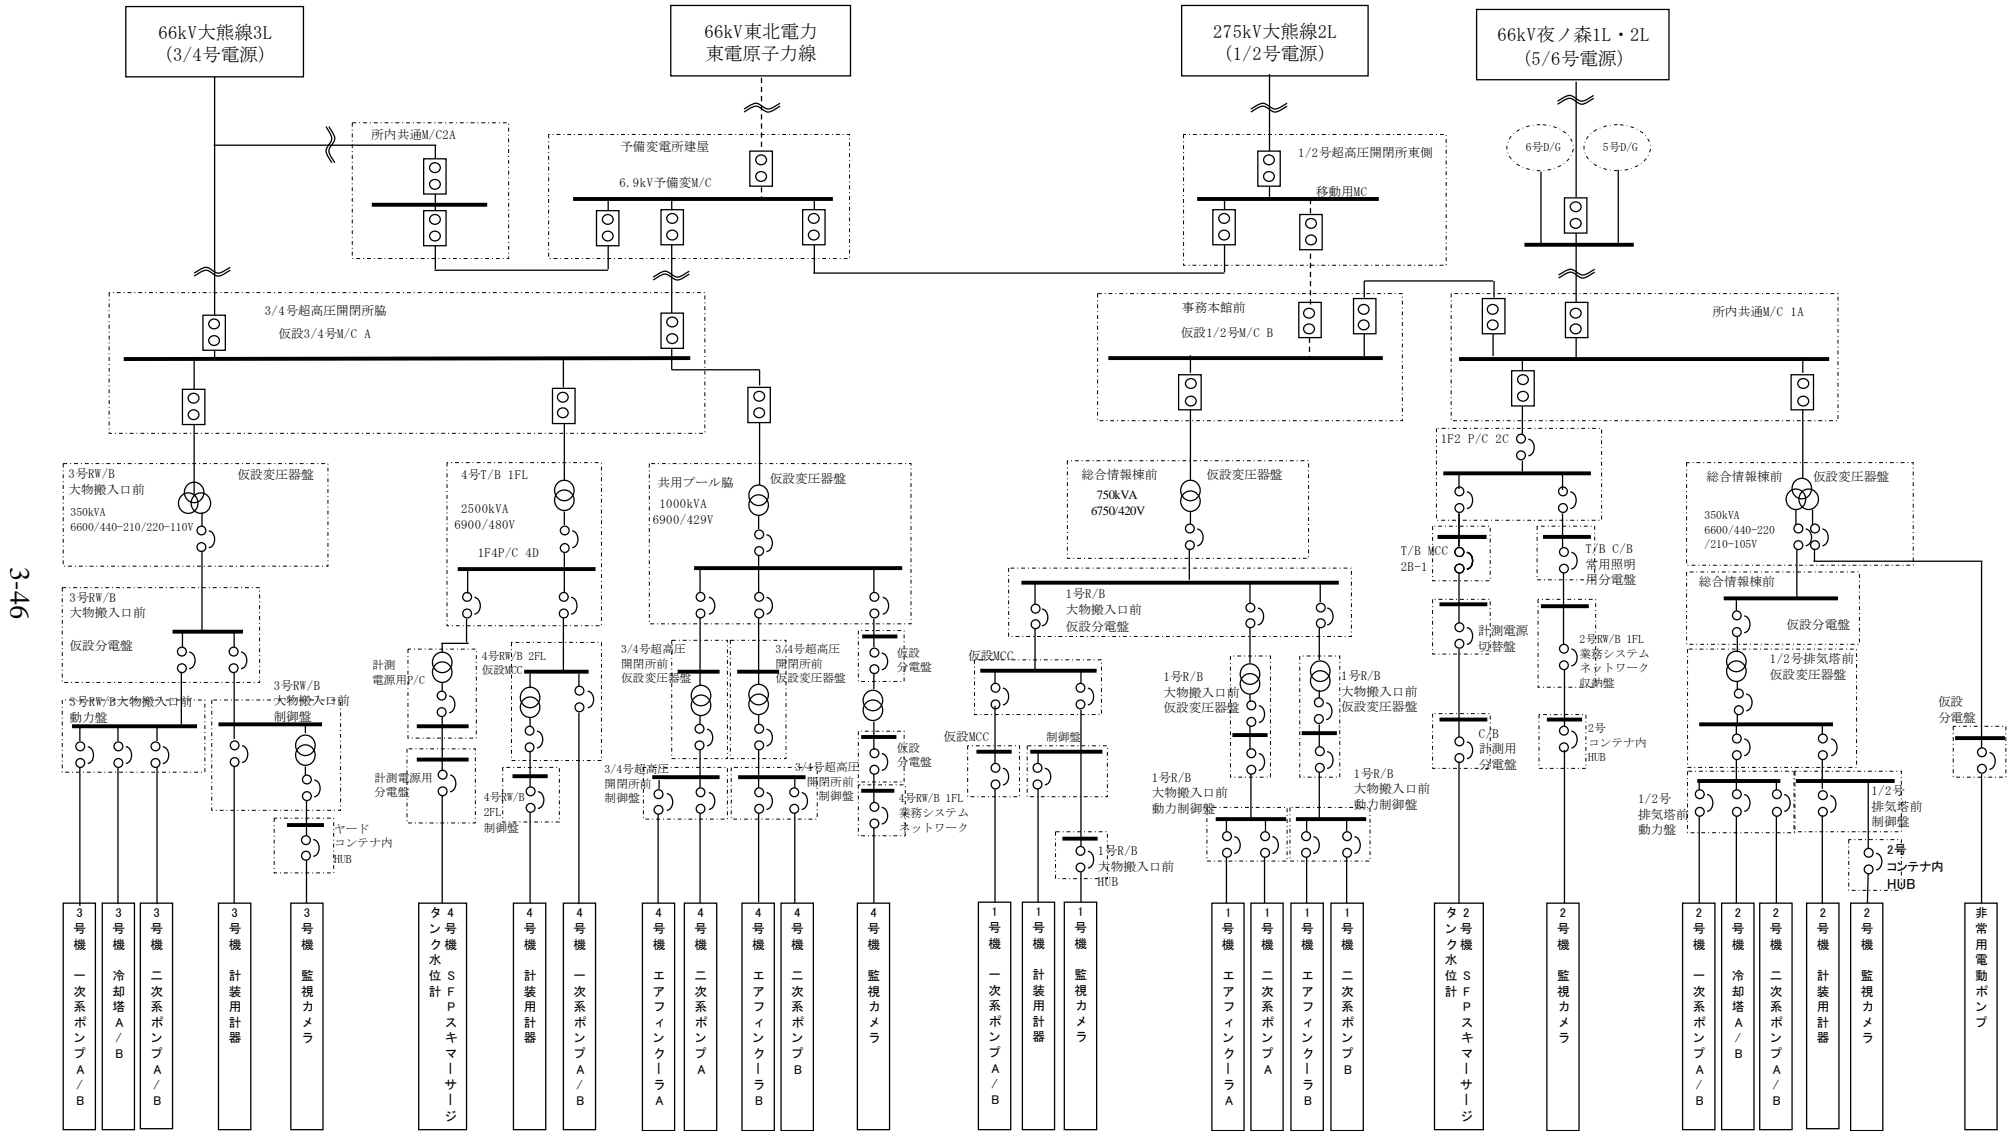 66kV大熊線3L
(3/4号電源)
66kV東北電力
東電原子力線
275kV大熊線2L
(1/2号電源)
66kV夜ノ森1L・2L
(5/6号電源)
所内共通M/C2A
予備変電所建屋
6.9kV予備変M/C
1/2号超高圧開閉所東側
移動用MC
6号D/G
5号D/G
3/4号超高圧開閉所脇
仮設3/4号M/C A
事務本館前
仮設1/2号M/C B
所内共通M/C 1A
3号RW/B
大物搬入口前
仮設変圧器盤
350kVA
6600/440-210/220-110V
4号T/B 1FL
2500kVA
6900/480V
1F4P/C 4D
共用プール脇
仮設変圧器盤
1000kVA
6900/429V
総合情報棟前
仮設変圧器盤
750kVA
6750/420V
1F2 P/C 2C
総合情報棟前
仮設変圧器盤
350kVA
6600/440-220
/210-105V
T/B MCC
2B-1
T/B C/B
常用照明
用分電盤
総合情報棟前
仮設分電盤
3号RW/B
大物搬入口前
仮設分電盤
1号R/B
大物搬入口前
仮設分電盤
計測電源
切替盤
2号RW/B 1FL
業務システム
ネットワーク
収納盤
1/2号排気塔前
仮設変圧器盤
計測
電源用P/C
4号RW/B 2FL
仮設MCC
3/4号超高圧
開閉所前
仮設変圧器盤
3/4号超高圧
開閉所前
仮設変圧器盤
仮設
分電盤
仮設MCC
1号R/B
大物搬入口前
仮設変圧器盤
1号R/B
大物搬入口前
仮設変圧器盤
3号RW/B大物搬入口前
動力盤
3号RW/B
大物搬入口前
制御盤
仮設
分電盤
仮設MCC
制御盤
C/B
計測用
分電盤
2号
コンテナ内
HUB
仮設
分電盤
計測電源用
分電盤
4号RW/B
2FL
制御盤
3/4号超高圧
開閉所前
制御盤
3/4号超高圧
開閉所前
制御盤
4号RW/B 1FL
業務システム
ネットワーク
1号R/B
大物搬入口前
動力制御盤
1号R/B
大物搬入口前
動力制御盤
1/2号
排気塔前
動力盤
1/2号
排気塔前
制御盤
ヤード
コンテナ内
HUB
1号R/B
大物搬入口前
HUB
2号
コンテナ内
HUB
3号機 一次系ポンプA/B
3号機 冷却塔A/B
3号機 二次系ポンプA/B
3号機 計装用計器
3号機 監視カメラ
4号機 SFPスキマーサージ
タンク水位計
4号機 計装用計器
4号機 一次系ポンプA/B
4号機 エアフィンクーラA
4号機 二次系ポンプA
4号機 エアフィンクーラB
4号機 二次系ポンプB
4号機 監視カメラ
1号機 一次系ポンプA/B
1号機 計装用計器
1号機 監視カメラ
1号機 エアフィンクーラA
1号機 二次系ポンプA
1号機 エアフィンクーラB
1号機 二次系ポンプB
2号機 SFPスキマーサージ
タンク水位計
2号機 監視カメラ
2号機 一次系ポンプA/B
2号機 冷却塔A/B
2号機 二次系ポンプA/B
2号機 計装用計器
2号機 監視カメラ
非常用電動ポンプ
3-46